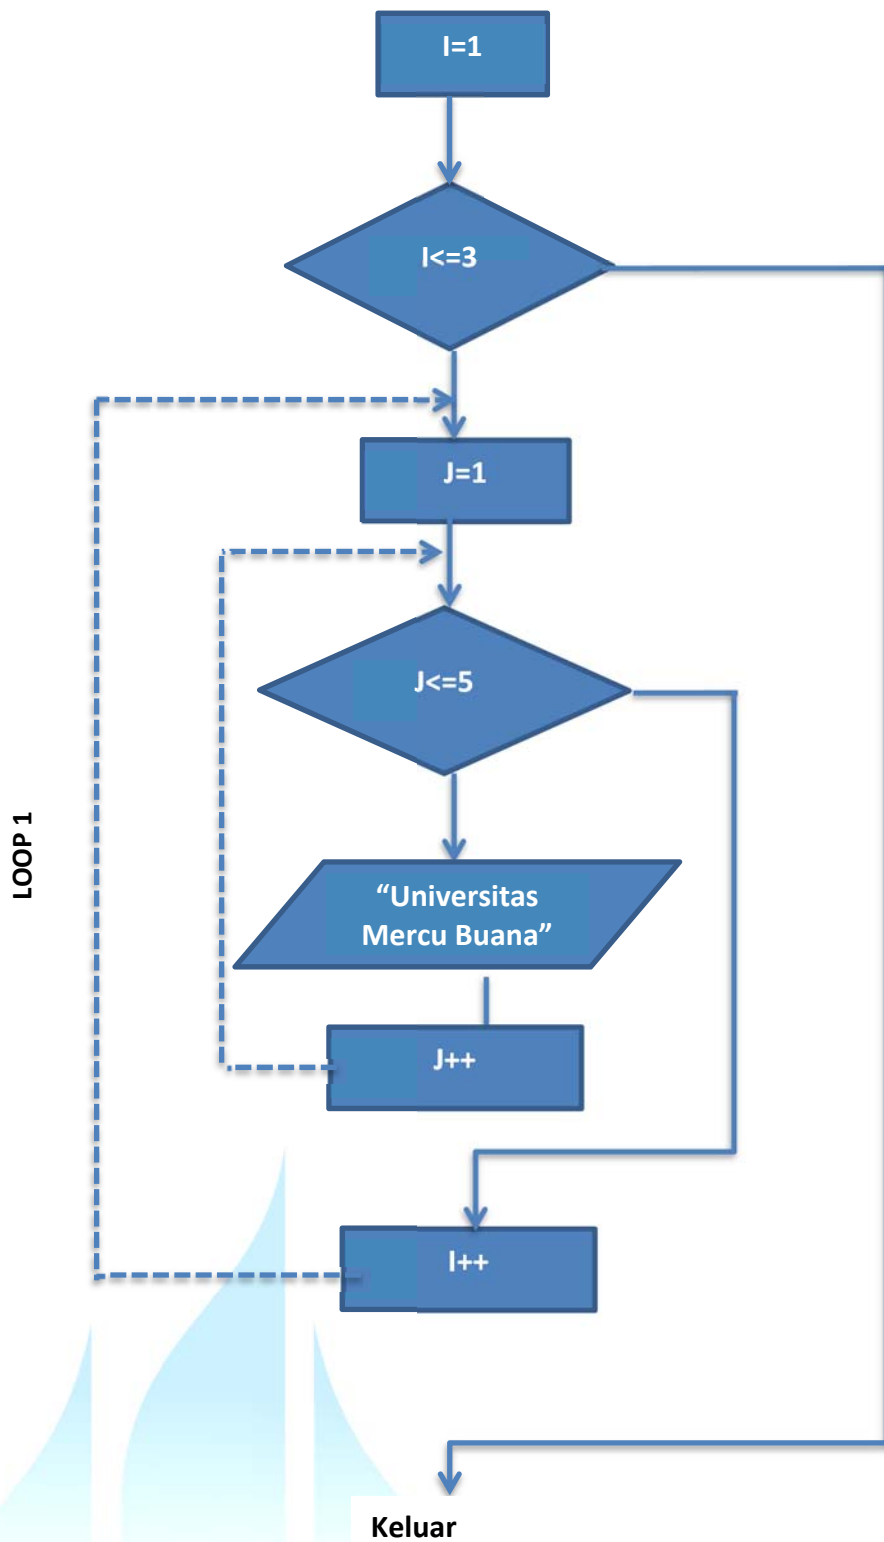 I=1
I<=3
J=1
J<=5
LOOP 1
“Universitas
Mercu Buana”
J++
I++
Keluar